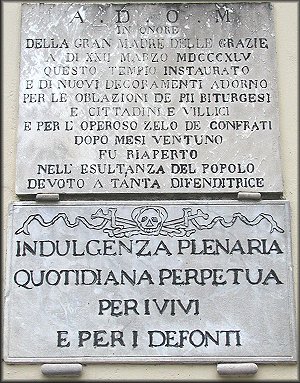 A . D . O . M .
IN ONORE
DELLA GRAN MADRE DELLE GRAZIE
A DI XXII MARZO MDCCCXLV
QUESTO TEMPIO INSTAURATO
E DI NUOVI DECORAMENTI ADORNO
PER LE OBLAZIONI DE PII BITURGESI
E CITTADINI E VILLICI
E PER L' OPEROSO ZELO DE CONFRATI
DOPO MESI VENTUNO
FU RIAPERTO
NELL' ESULTANZA DEL POPOLO
DEVOTO A TANTA DIFENDITRICE
INDULGENZA PLENARIA
QUOTIDIANA PERPETUA
PER I VIVI
E PER I DEFONTI